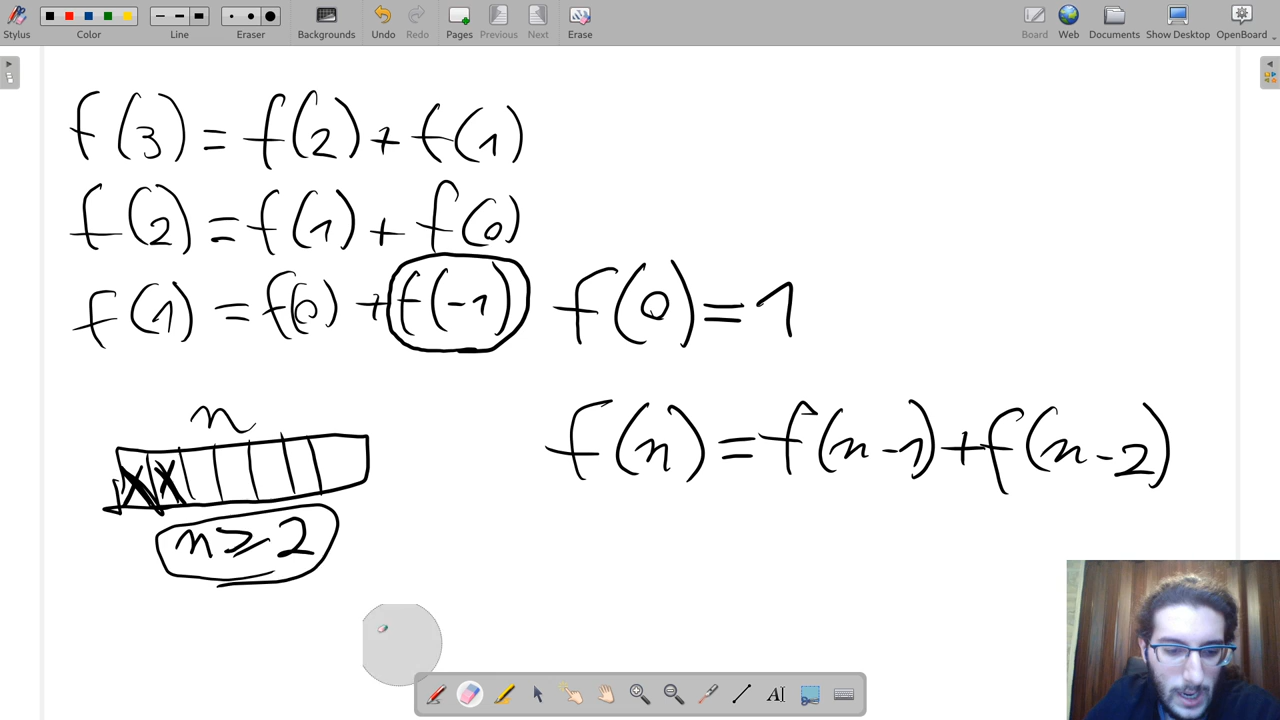 Stylus Color Line Eraser Backgrounds Undo Redo Pages Previous Next Erase Board Web Documents Show Desktop OpenBoard
f(3) = f(2) + f(1)
f(2) = f(1) + f(0)
f(1) = f(0) + f(-1)
f(0) = 1
n
f(n) = f(n-1) + f(n-2)
X X
n ≥ 2
AI